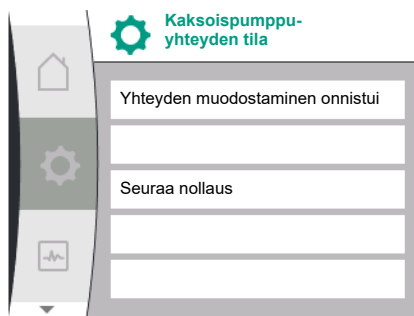 Kaksoispumppu-
yhteyden tila
Yhteyden muodostaminen onnistui
Seuraa nollaus